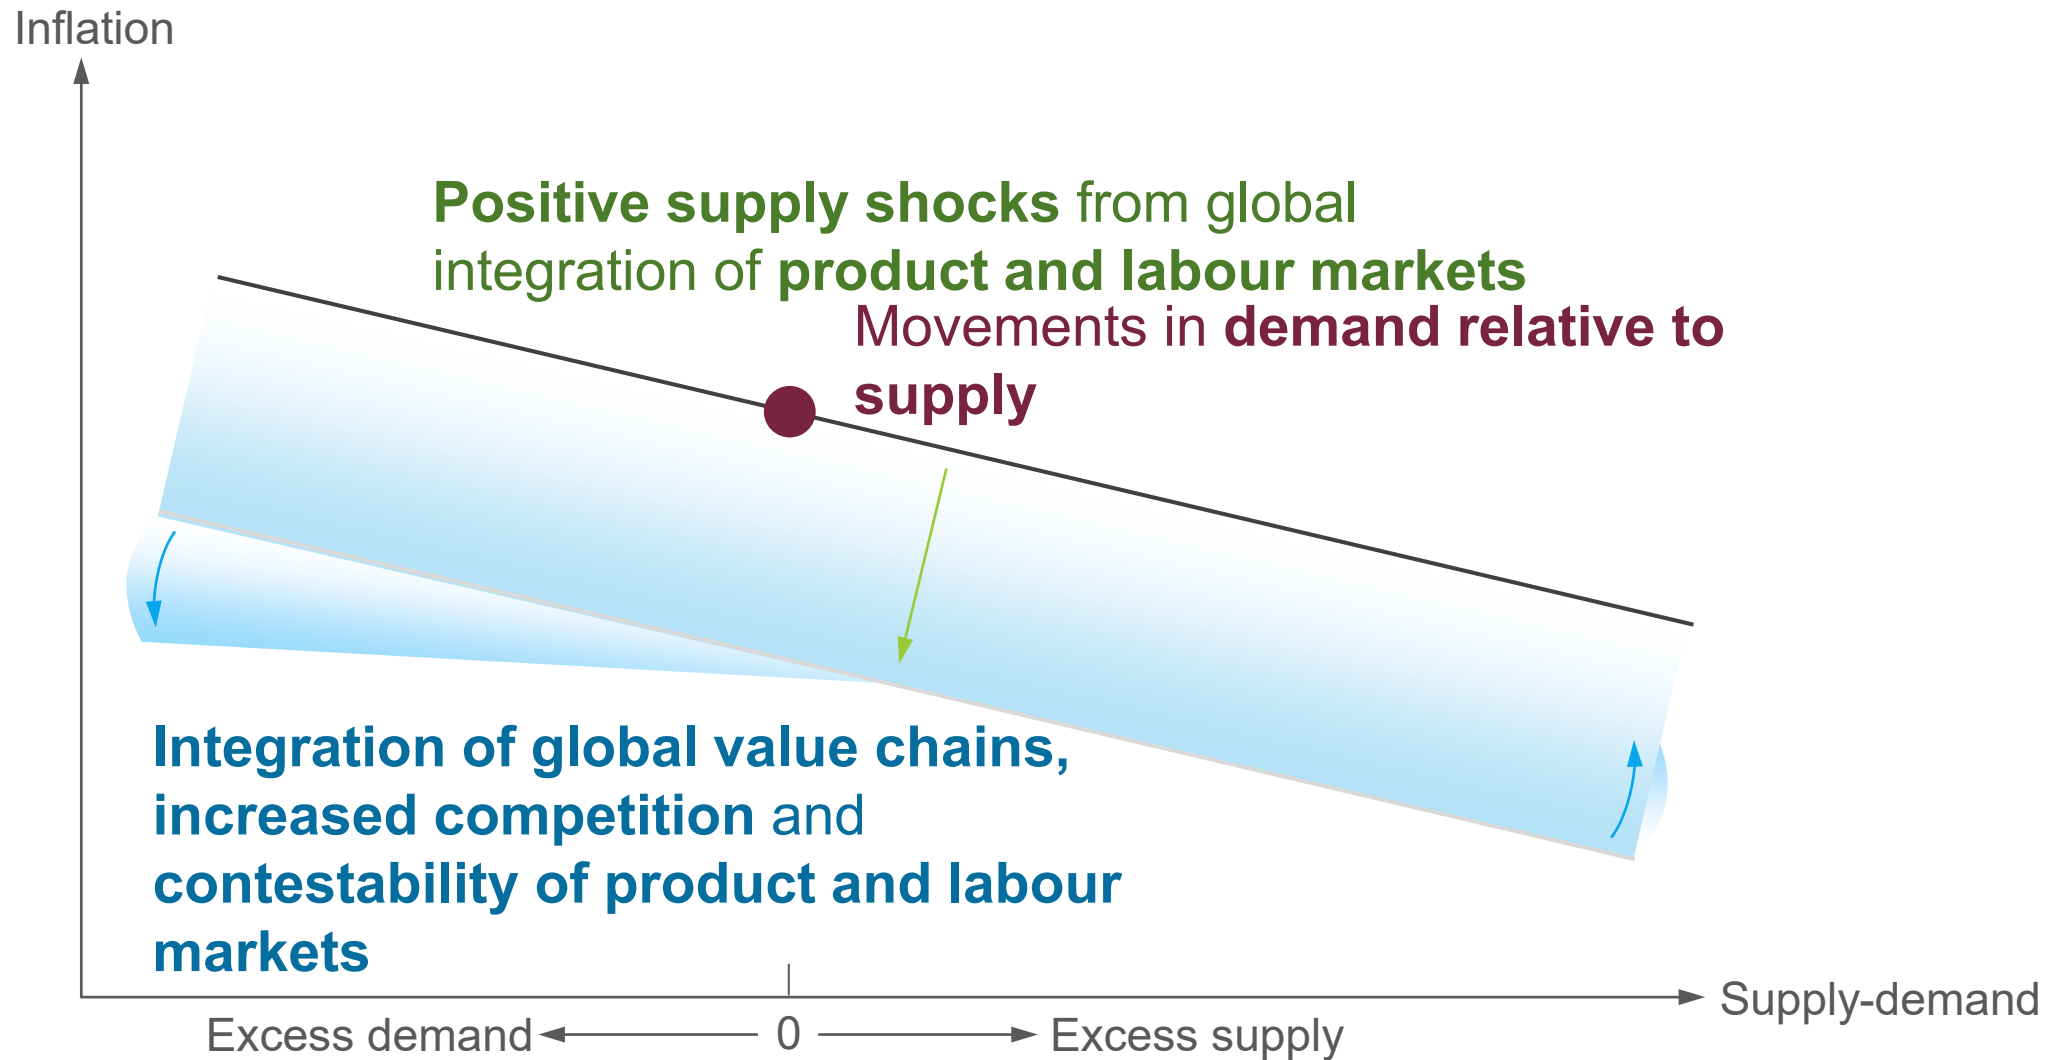 Inflation
Positive supply shocks from global
integration of product and labour markets
Movements in demand relative to
supply
Integration of global value chains,
increased competition and
contestability of product and labour
markets
Supply-demand
Excess demand 0 Excess supply